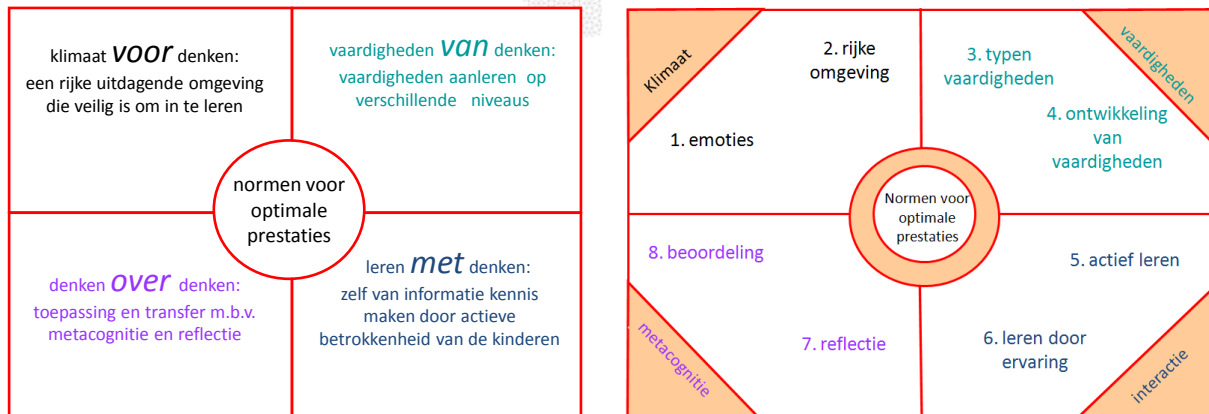 klimaat voor denken:
een rijke uitdagende omgeving
die veilig is om in te leren
vaardigheden van denken:
vaardigheden aanleren op
verschillende niveaus
normen voor
optimale
prestaties
denken over denken:
toepassing en transfer m.b.v.
metacognitie en reflectie
leren met denken:
zelf van informatie kennis
maken door actieve
betrokkenheid van de kinderen
Klimaat
1. emoties
2. rijke
omgeving
3. typen
vaardigheden
vaardigheden
4. ontwikkeling
van
vaardigheden
Normen voor
optimale
prestaties
8. beoordeling
metacognitie
7. reflectie
5. actief leren
6. leren door
ervaring
interactie